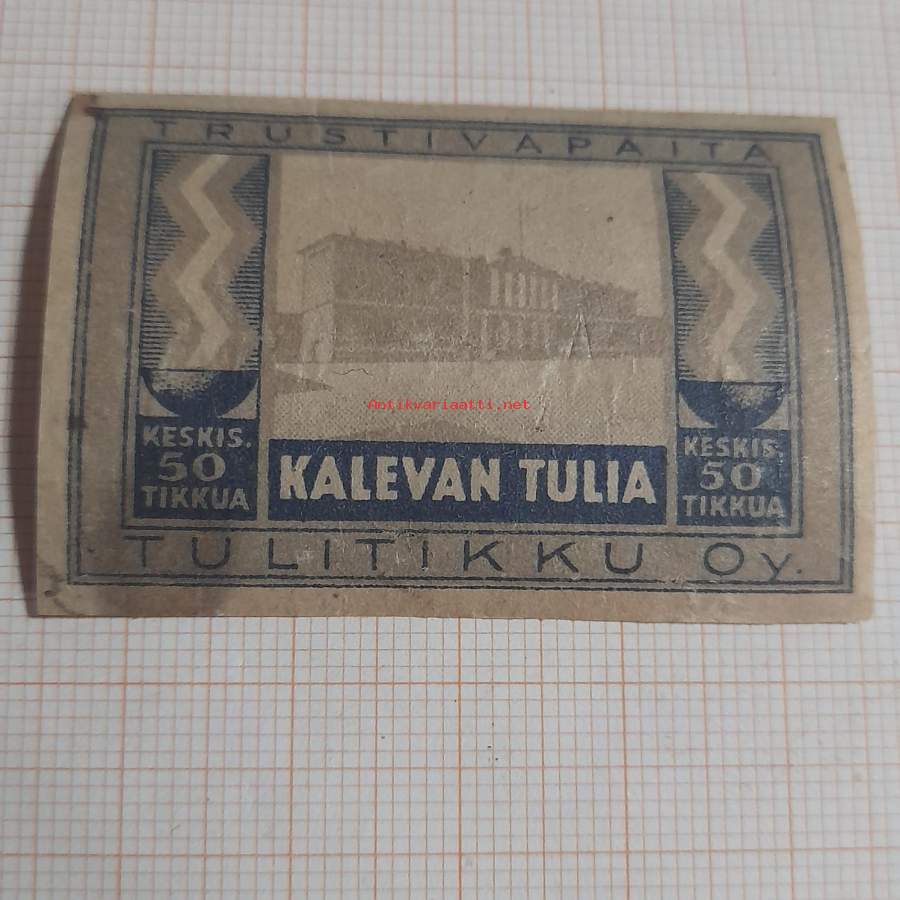 TRUSTIVAPAITA
Antikvariaatti.net
KESKIS.
50
TIKKUA
KALEVAN TULIA
KESKIS.
50
TIKKUA
TULITIKKU Oy.